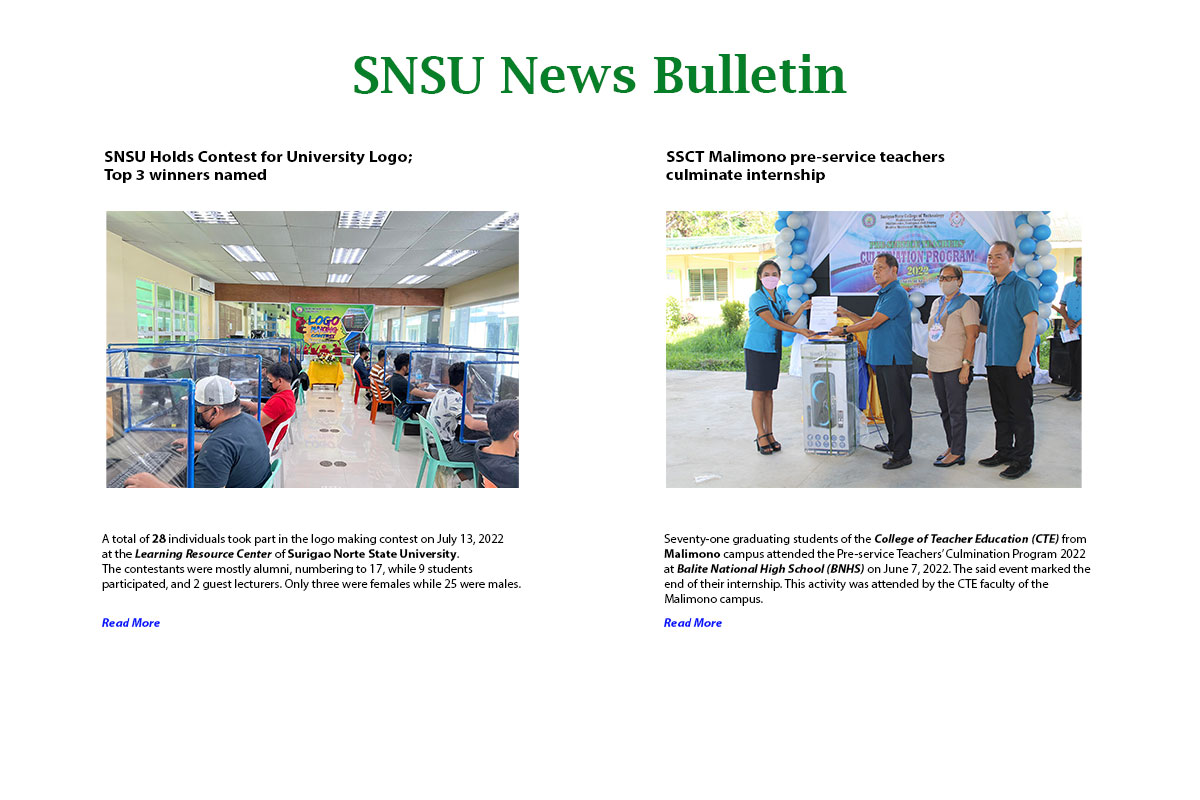 SNSU News Bulletin
SNSU Holds Contest for University Logo;
Top 3 winners named
LOGO
MAKING
CONTEST
A total of 28 individuals took part in the logo making contest on July 13, 2022
at the Learning Resource Center of Surigao Norte State University.
The contestants were mostly alumni, numbering to 17, while 9 students
participated, and 2 guest lecturers. Only three were females while 25 were males.
Read More
SSCT Malimono pre-service teachers
culminate internship
Surigao State College of Technology
CULMINATION PROGRAM
2022
Seventy-one graduating students of the College of Teacher Education (CTE) from
Malimono campus attended the Pre-service Teachers’ Culmination Program 2022
at Balite National High School (BNHS) on June 7, 2022. The said event marked the
end of their internship. This activity was attended by the CTE faculty of the
Malimono campus.
Read More